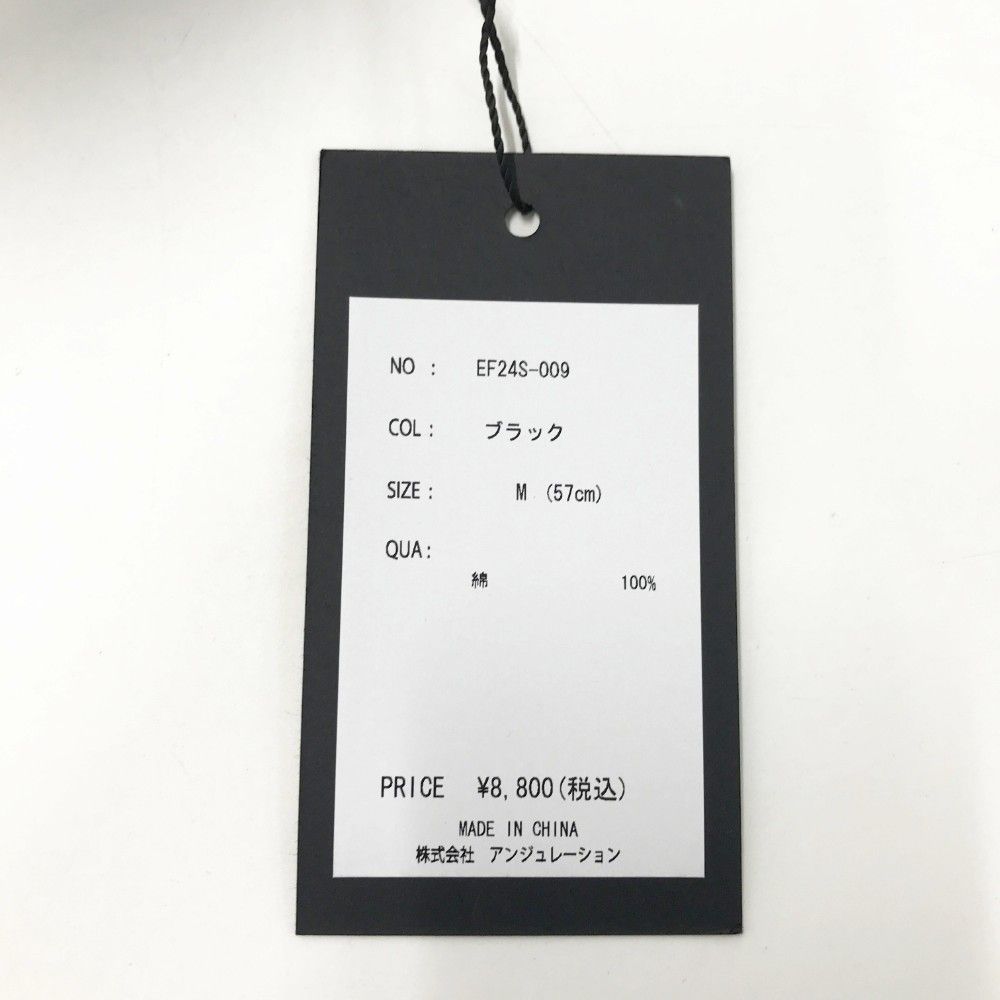 NO : EF24S-009
COL : ブラック
SIZE : M (57cm)
QUA :
綿 100%
PRICE ¥8,800(税込)
MADE IN CHINA
株式会社 アンジュレーション